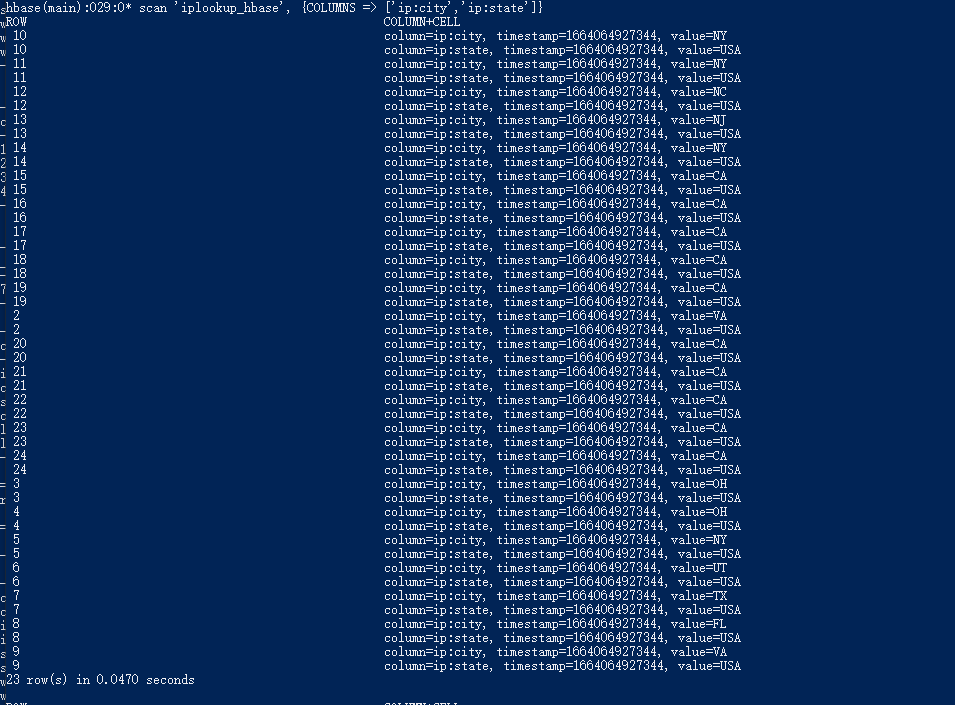 hbase(main):029:0* scan 'iplookup_hbase', {COLUMNS => ['ip:city','ip:state']}
ROW COLUMN+CELL
10 column=ip:city, timestamp=1664064927344, value=NY
10 column=ip:state, timestamp=1664064927344, value=USA
11 column=ip:city, timestamp=1664064927344, value=NY
11 column=ip:state, timestamp=1664064927344, value=USA
12 column=ip:city, timestamp=1664064927344, value=NC
12 column=ip:state, timestamp=1664064927344, value=USA
13 column=ip:city, timestamp=1664064927344, value=NJ
13 column=ip:state, timestamp=1664064927344, value=USA
14 column=ip:city, timestamp=1664064927344, value=NY
14 column=ip:state, timestamp=1664064927344, value=USA
15 column=ip:city, timestamp=1664064927344, value=CA
15 column=ip:state, timestamp=1664064927344, value=USA
16 column=ip:city, timestamp=1664064927344, value=CA
16 column=ip:state, timestamp=1664064927344, value=USA
17 column=ip:city, timestamp=1664064927344, value=CA
17 column=ip:state, timestamp=1664064927344, value=USA
18 column=ip:city, timestamp=1664064927344, value=CA
18 column=ip:state, timestamp=1664064927344, value=USA
19 column=ip:city, timestamp=1664064927344, value=CA
19 column=ip:state, timestamp=1664064927344, value=USA
2 column=ip:city, timestamp=1664064927344, value=VA
2 column=ip:state, timestamp=1664064927344, value=USA
20 column=ip:city, timestamp=1664064927344, value=CA
20 column=ip:state, timestamp=1664064927344, value=USA
21 column=ip:city, timestamp=1664064927344, value=CA
21 column=ip:state, timestamp=1664064927344, value=USA
22 column=ip:city, timestamp=1664064927344, value=CA
22 column=ip:state, timestamp=1664064927344, value=USA
23 column=ip:city, timestamp=1664064927344, value=CA
23 column=ip:state, timestamp=1664064927344, value=USA
24 column=ip:city, timestamp=1664064927344, value=CA
24 column=ip:state, timestamp=1664064927344, value=USA
3 column=ip:city, timestamp=1664064927344, value=OH
3 column=ip:state, timestamp=1664064927344, value=USA
4 column=ip:city, timestamp=1664064927344, value=OH
4 column=ip:state, timestamp=1664064927344, value=USA
5 column=ip:city, timestamp=1664064927344, value=NY
5 column=ip:state, timestamp=1664064927344, value=USA
6 column=ip:city, timestamp=1664064927344, value=UT
6 column=ip:state, timestamp=1664064927344, value=USA
7 column=ip:city, timestamp=1664064927344, value=TX
7 column=ip:state, timestamp=1664064927344, value=USA
8 column=ip:city, timestamp=1664064927344, value=FL
8 column=ip:state, timestamp=1664064927344, value=USA
9 column=ip:city, timestamp=1664064927344, value=VA
9 column=ip:state, timestamp=1664064927344, value=USA
23 row(s) in 0.0470 seconds